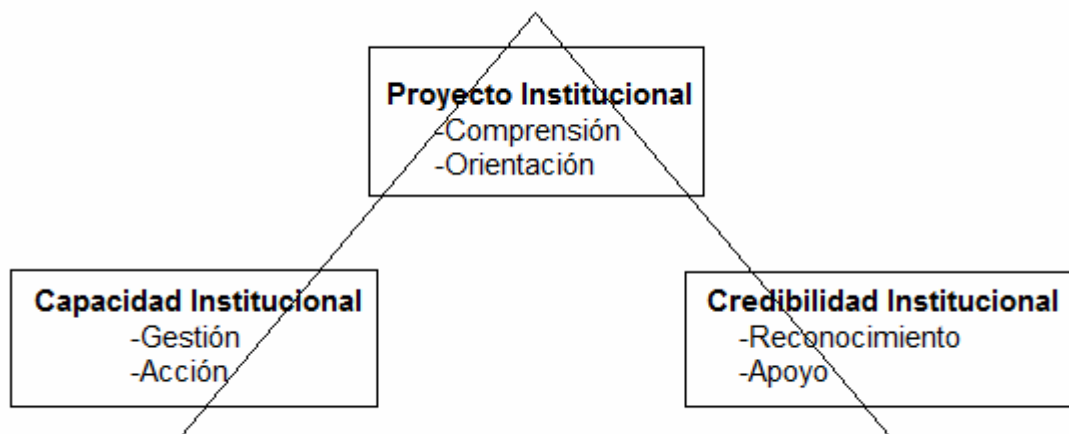 Proyecto Institucional
-Comprensión
-Orientación
Capacidad Institucional
-Gestión
-Acción
Credibilidad Institucional
-Reconocimiento
-Apoyo